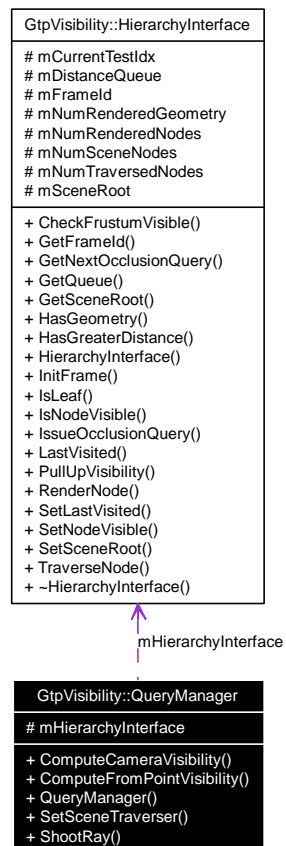 GtpVisibility::HierarchyInterface
# mCurrentTestIdx
# mDistanceQueue
# mFrameId
# mNumRenderedGeometry
# mNumRenderedNodes
# mNumSceneNodes
# mNumTraversedNodes
# mSceneRoot
+ CheckFrustumVisible()
+ GetFrameId()
+ GetNextOcclusionQuery()
+ GetQueue()
+ GetSceneRoot()
+ HasGeometry()
+ HasGreaterDistance()
+ HierarchyInterface()
+ InitFrame()
+ IsLeaf()
+ IsNodeVisible()
+ IssueOcclusionQuery()
+ LastVisited()
+ PullUpVisibility()
+ RenderNode()
+ SetLastVisited()
+ SetNodeVisible()
+ SetSceneRoot()
+ TraverseNode()
+ ~HierarchyInterface()
mHierarchyInterface
GtpVisibility::QueryManager
# mHierarchyInterface
+ ComputeCameraVisibility()
+ ComputeFromPointVisibility()
+ QueryManager()
+ SetSceneTraverser()
+ ShootRay()